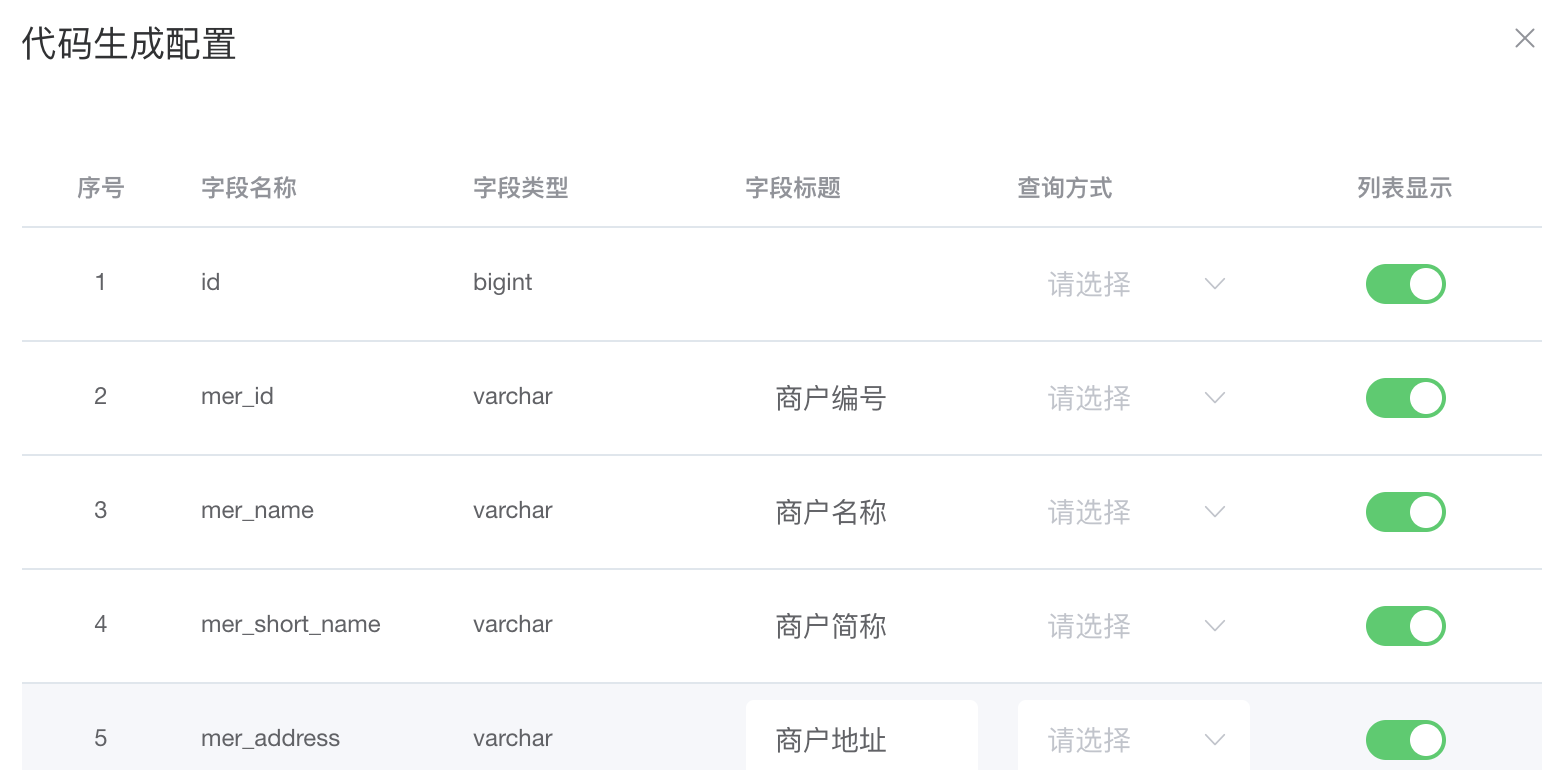 代码生成配置
序号 字段名称 字段类型 字段标题 查询方式 列表显示
1 id bigint 请选择
2 mer_id varchar 商户编号 请选择
3 mer_name varchar 商户名称 请选择
4 mer_short_name varchar 商户简称 请选择
5 mer_address varchar 商户地址 请选择